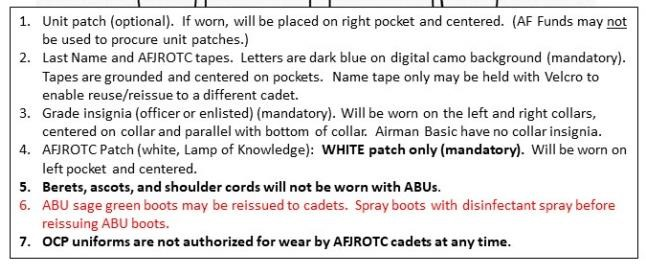 1. Unit patch (optional). If worn, will be placed on right pocket and centered. (AF Funds may not
be used to procure unit patches.)
2. Last Name and AFJROTC tapes. Letters are dark blue on digital camo background (mandatory).
Tapes are grounded and centered on pockets. Name tape only may be held with Velcro to
enable reuse/reissue to a different cadet.
3. Grade insignia (officer or enlisted) (mandatory). Will be worn on the left and right collars,
centered on collar and parallel with bottom of collar. Airman Basic have no collar insignia.
4. AFJROTC Patch (white, Lamp of Knowledge): WHITE patch only (mandatory). Will be worn on
left pocket and centered.
5. Berets, ascots, and shoulder cords will not be worn with ABUs.
6. ABU sage green boots may be reissued to cadets. Spray boots with disinfectant spray before
reissuing ABU boots.
7. OCP uniforms are not authorized for wear by AFJROTC cadets at any time.